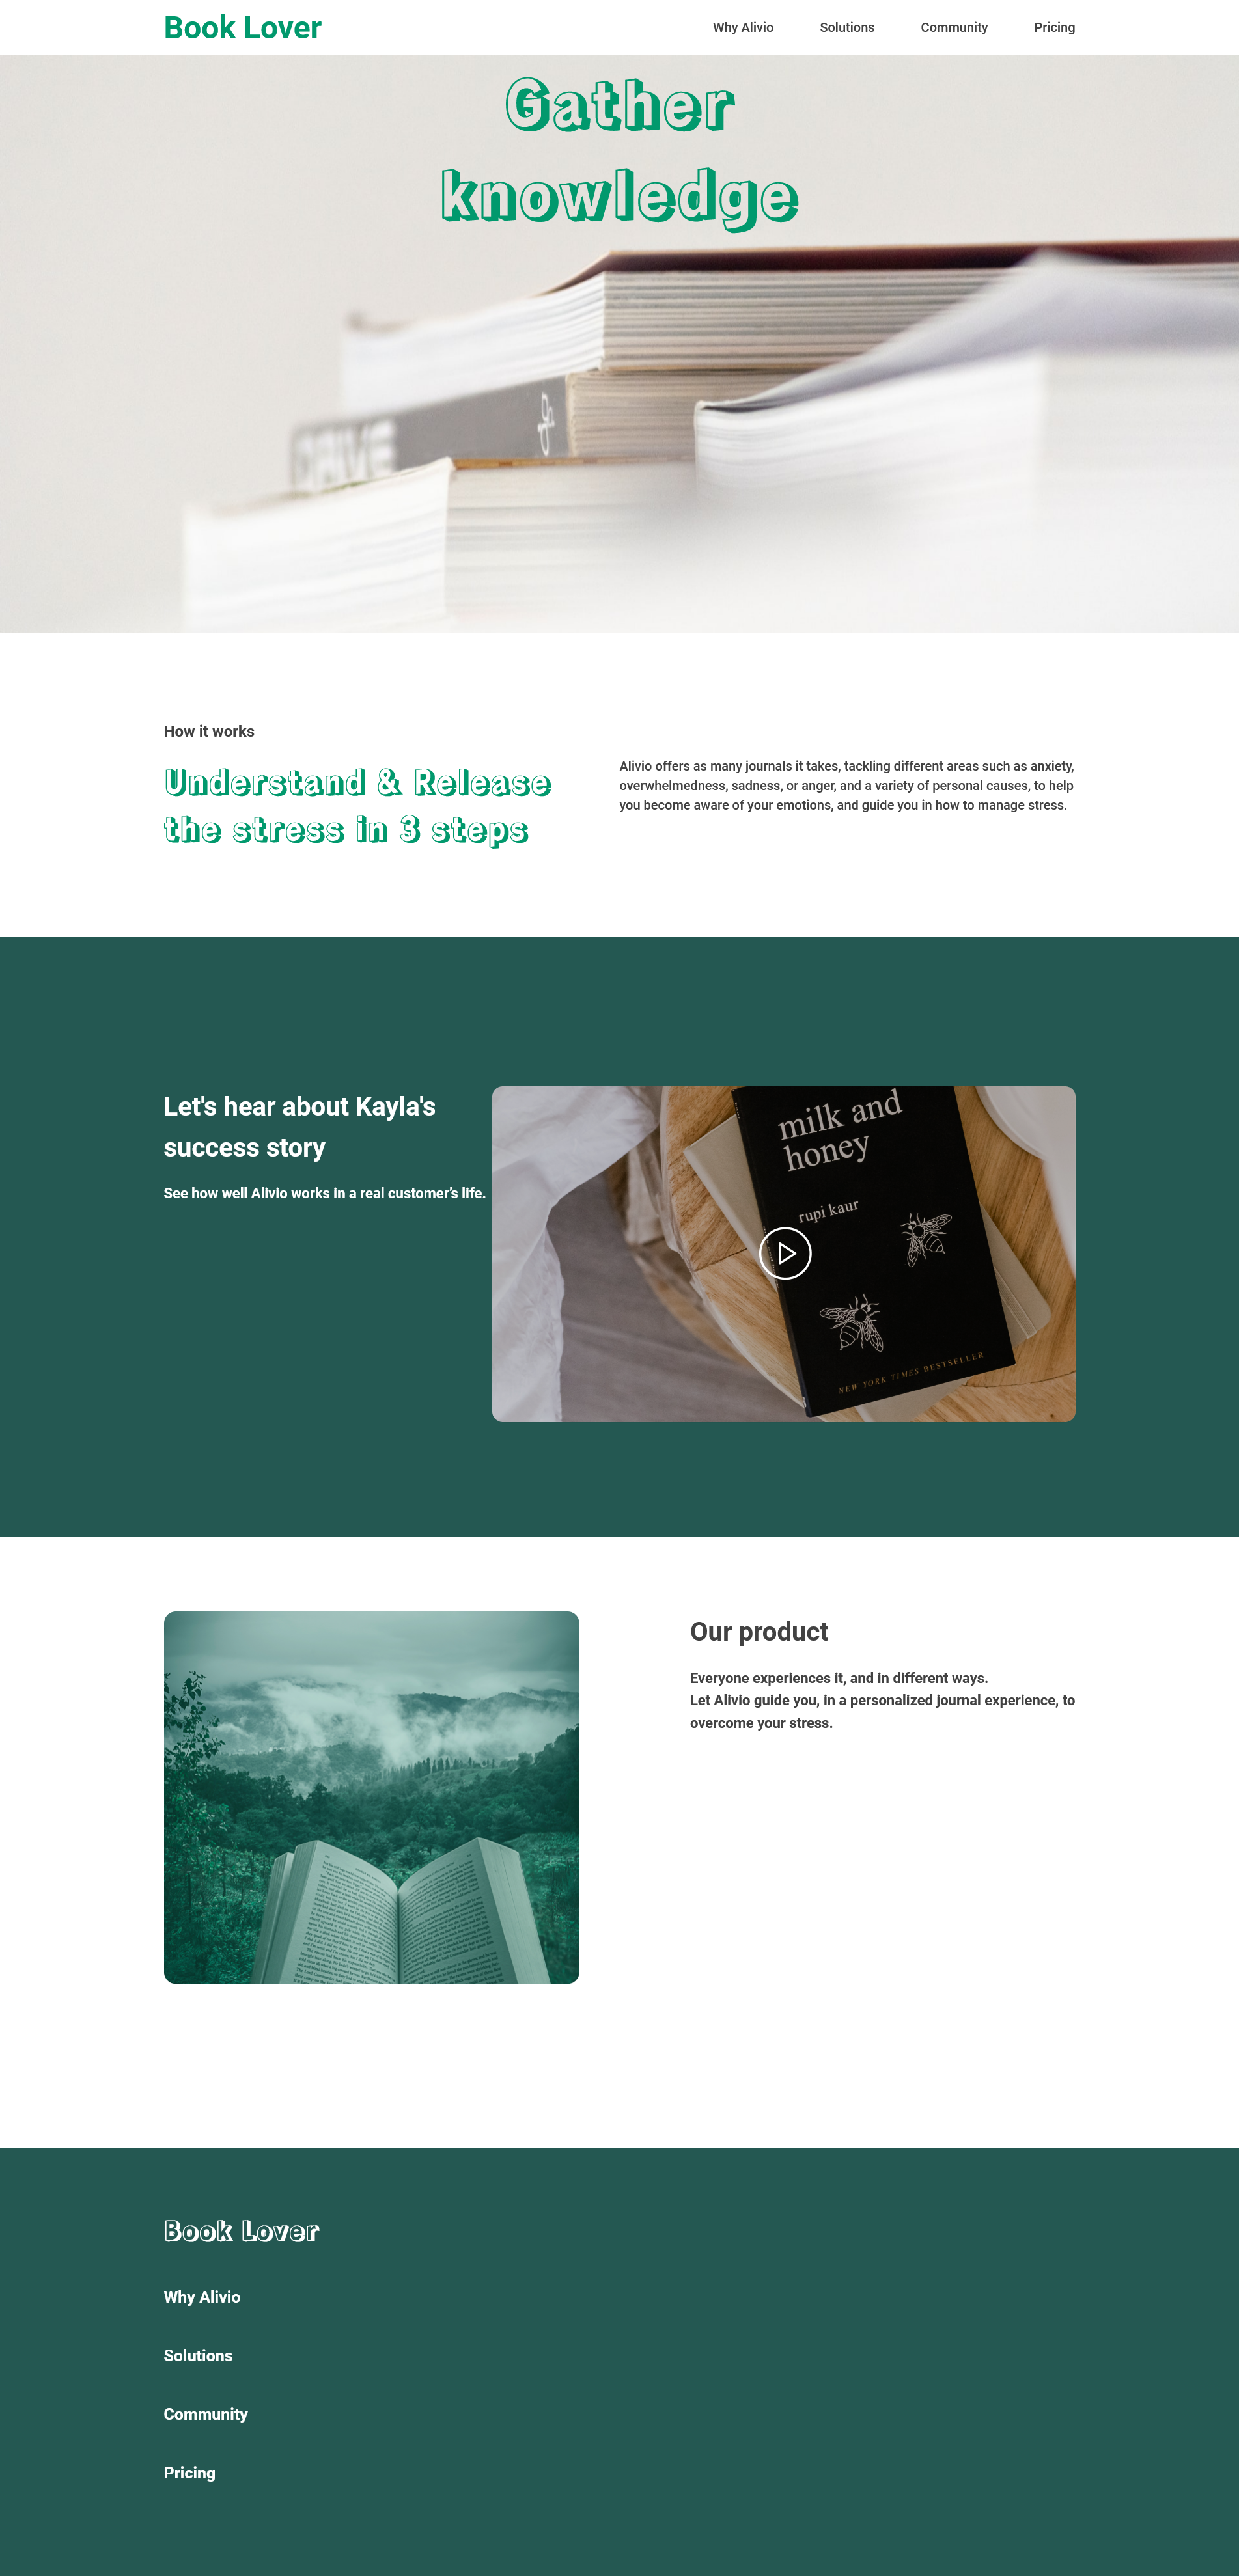 Book Lover
Why Alivio Solutions Community Pricing
Gather
knowledge
DRIVE
How it works
Understand & Release
the stress in 3 steps
Alivio offers as many journals it takes, tackling different areas such as anxiety,
overwhelmedness, sadness, or anger, and a variety of personal causes, to help
you become aware of your emotions, and guide you in how to manage stress.
Let's hear about Kayla's
success story
See how well Alivio works in a real customer's life.
milk and
honey
rupi kaur
NEW YORK TIMES BESTSELLER
Our product
Everyone experiences it, and in different ways.
Let Alivio guide you, in a personalized journal experience, to
overcome your stress.
Book Lover
Why Alivio
Solutions
Community
Pricing